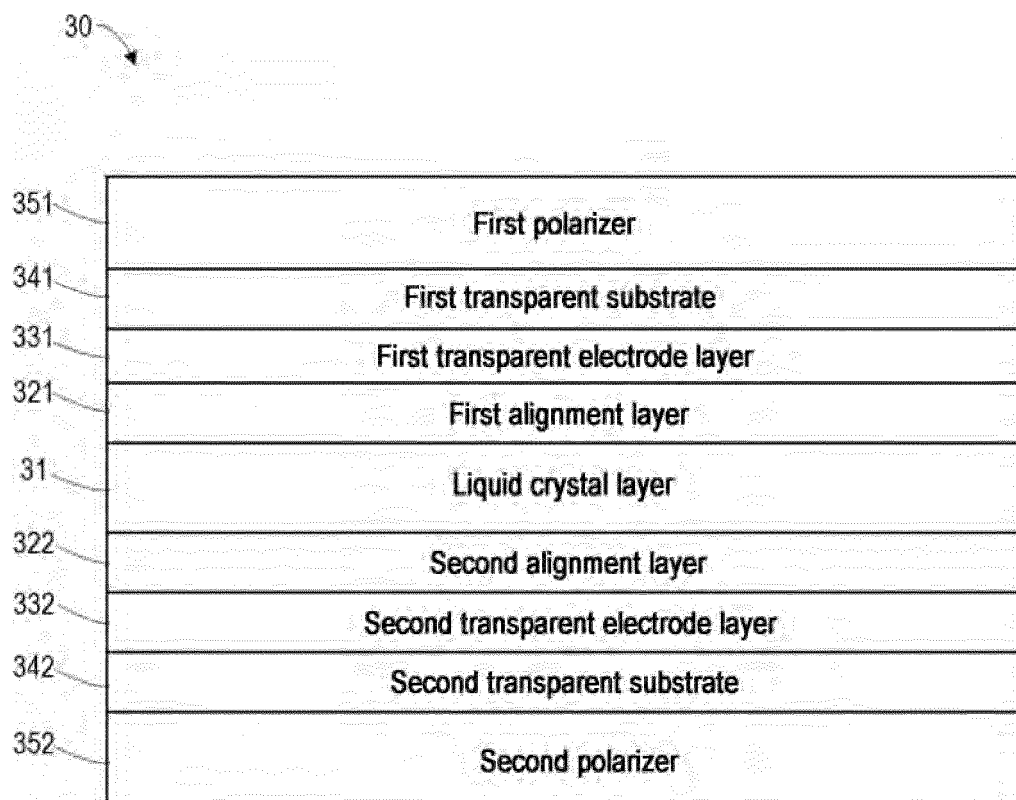 30
351
First polarizer
341
First transparent substrate
331
First transparent electrode layer
321
First alignment layer
31
Liquid crystal layer
322
Second alignment layer
332
Second transparent electrode layer
342
Second transparent substrate
352
Second polarizer